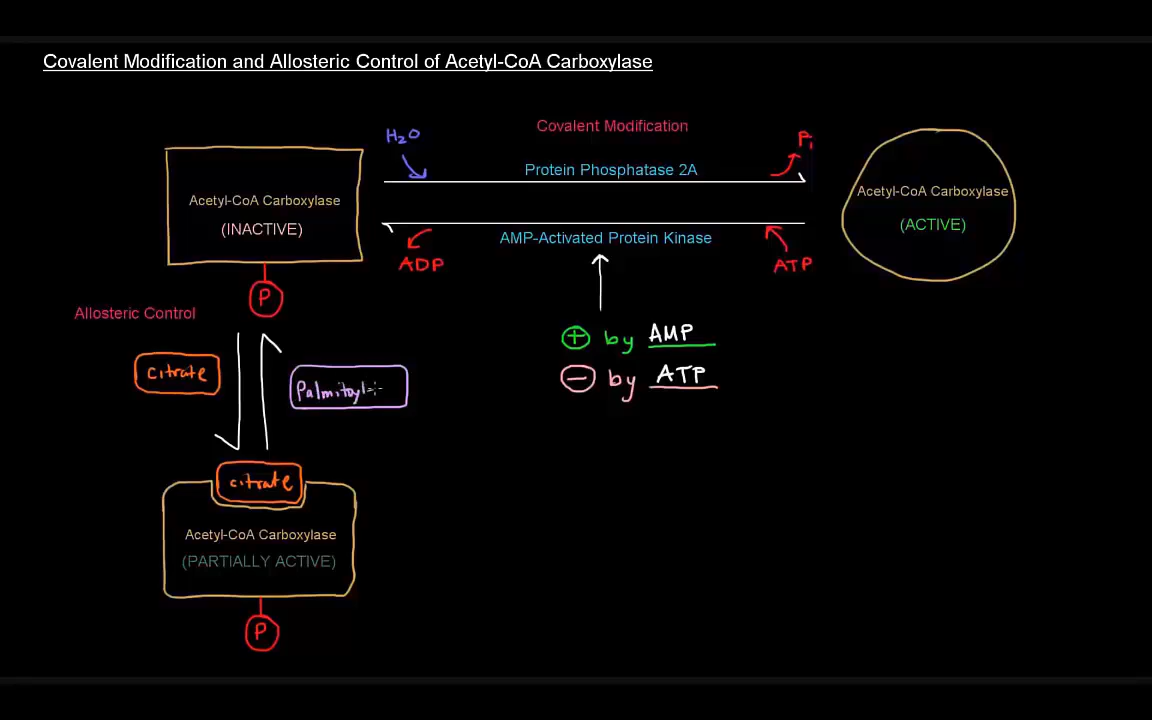 Covalent Modification and Allosteric Control of Acetyl-CoA Carboxylase
Covalent Modification
H₂O
Pi
Protein Phosphatase 2A
Acetyl-CoA Carboxylase
(INACTIVE)
Acetyl-CoA Carboxylase
(ACTIVE)
AMP-Activated Protein Kinase
ADP
ATP
P
Allosteric Control
+ by AMP
− by ATP
citrate
Palmitoyl
citrate
Acetyl-CoA Carboxylase
(PARTIALLY ACTIVE)
P